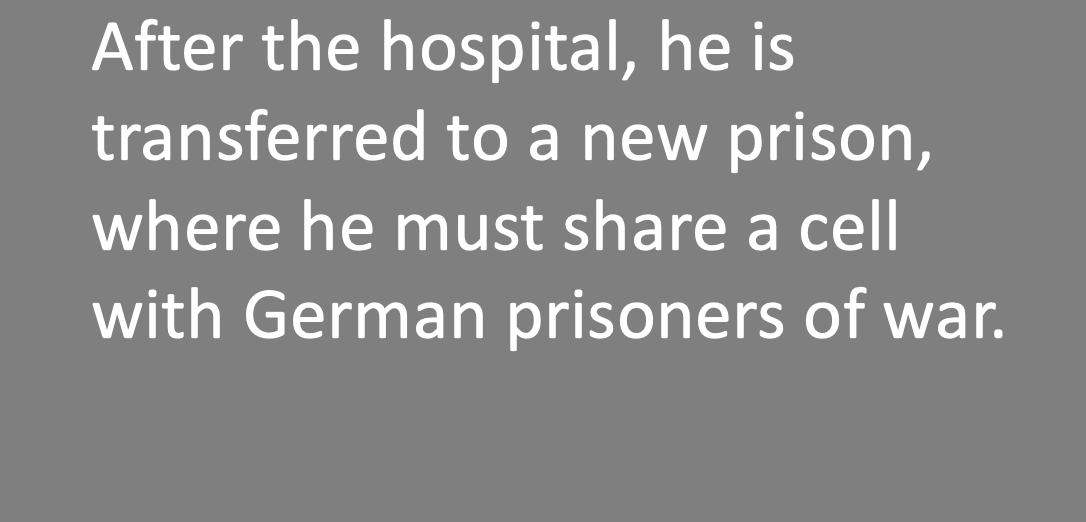 After the hospital, he is
transferred to a new prison,
where he must share a cell
with German prisoners of war.